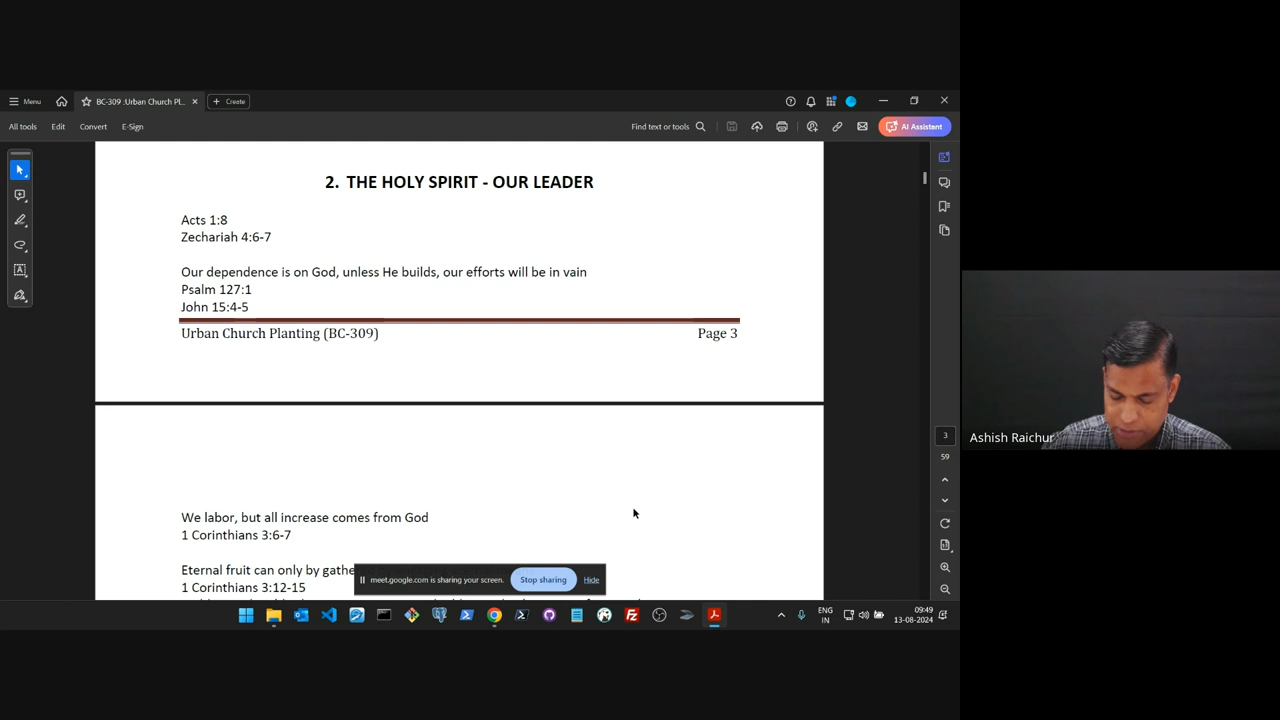 Menu
BC-309 :Urban Church Pl...
Create
All tools
Edit
Convert
E-Sign
Find text or tools
AI Assistant
2. THE HOLY SPIRIT - OUR LEADER
Acts 1:8
Zechariah 4:6-7
Our dependence is on God, unless He builds, our efforts will be in vain
Psalm 127:1
John 15:4-5
Urban Church Planting (BC-309) Page 3
We labor, but all increase comes from God
1 Corinthians 3:6-7
Eternal fruit can only by gathe
1 Corinthians 3:12-15
meet.google.com is sharing your screen.
Stop sharing
Hide
3
59
ENG
IN
09:49
13-08-2024
Ashish Raichur